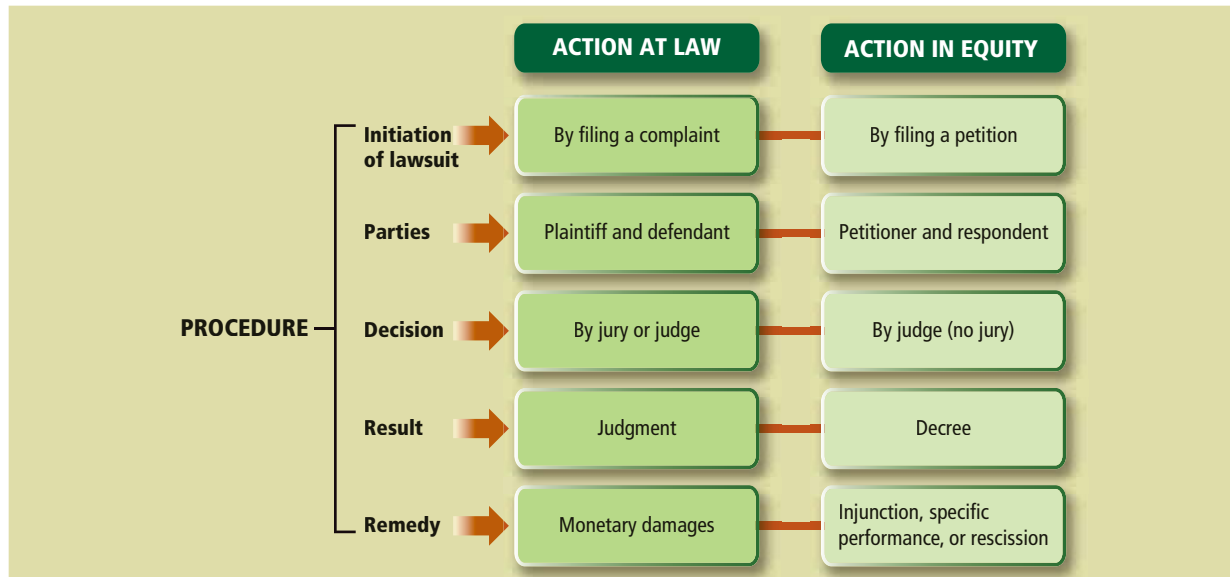 ACTION AT LAW
ACTION IN EQUITY
PROCEDURE
Initiation
of lawsuit
By filing a complaint
By filing a petition
Parties
Plaintiff and defendant
Petitioner and respondent
Decision
By jury or judge
By judge (no jury)
Result
Judgment
Decree
Remedy
Monetary damages
Injunction, specific
performance, or rescission